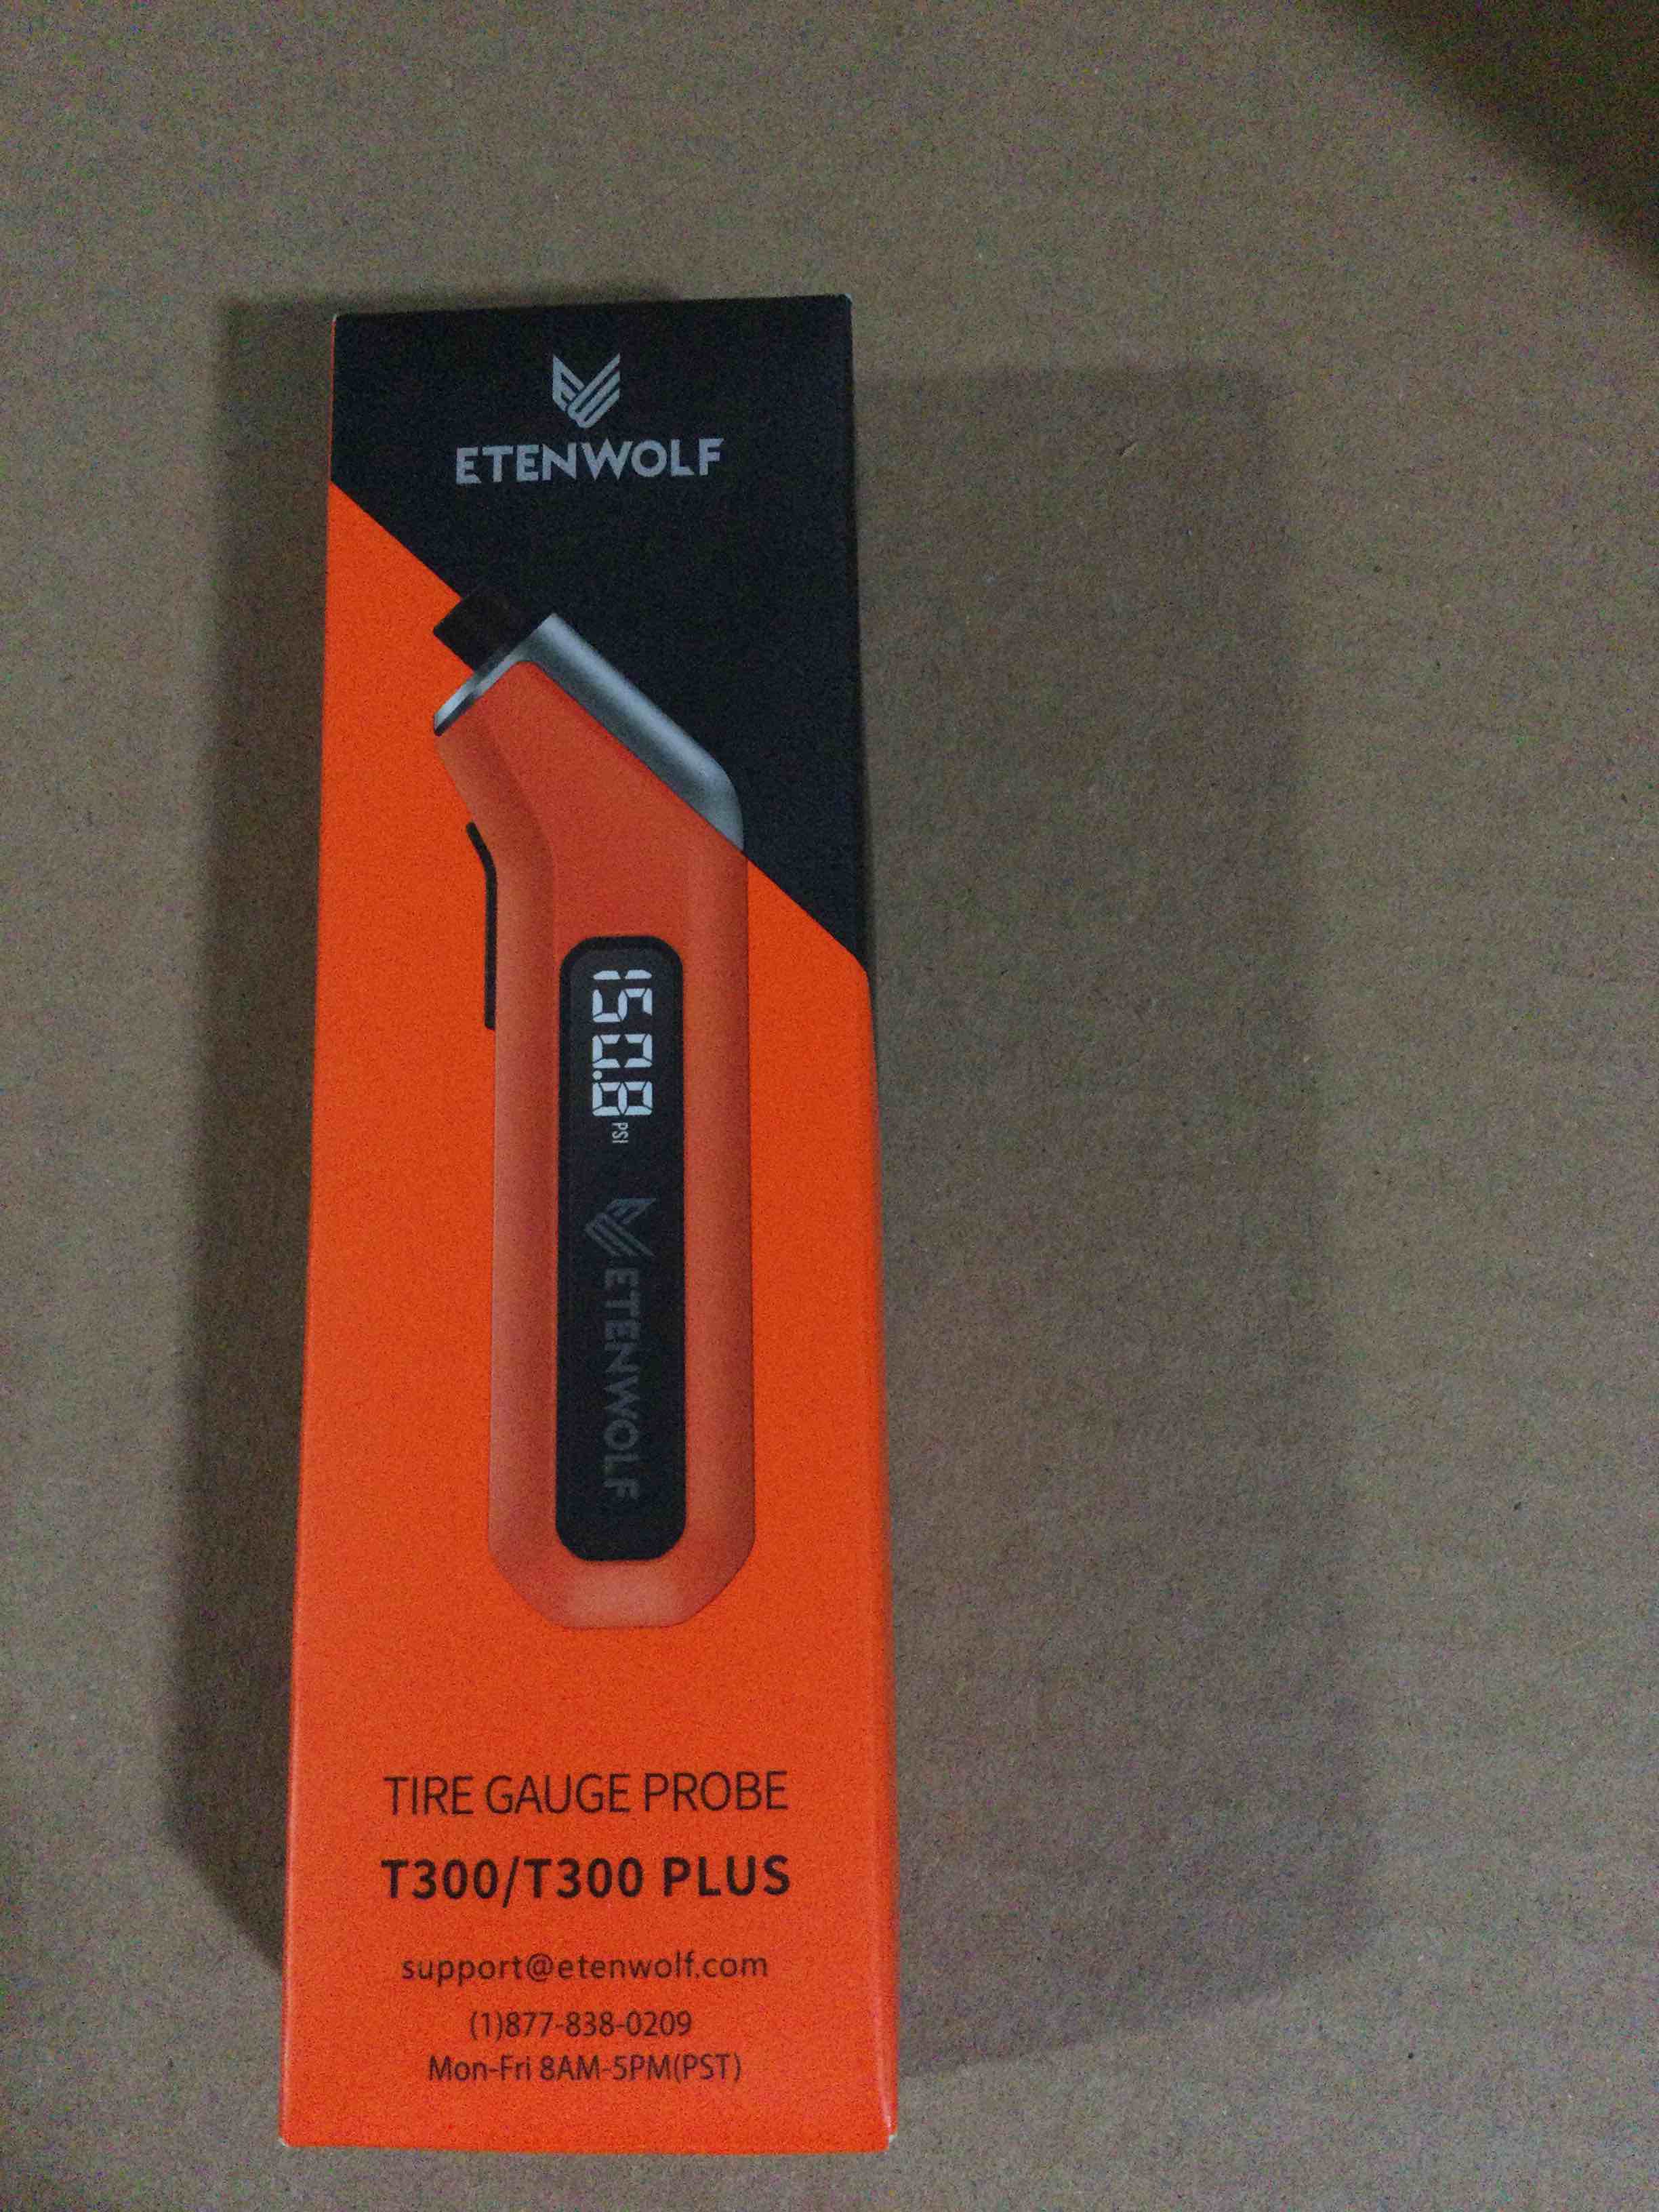 ETENWOLF
150.8 PSI
ETENWOLF
TIRE GAUGE PROBE
T300/T300 PLUS
support@etenwolf.com
(1)877-838-0209
Mon-Fri 8AM-5PM(PST)